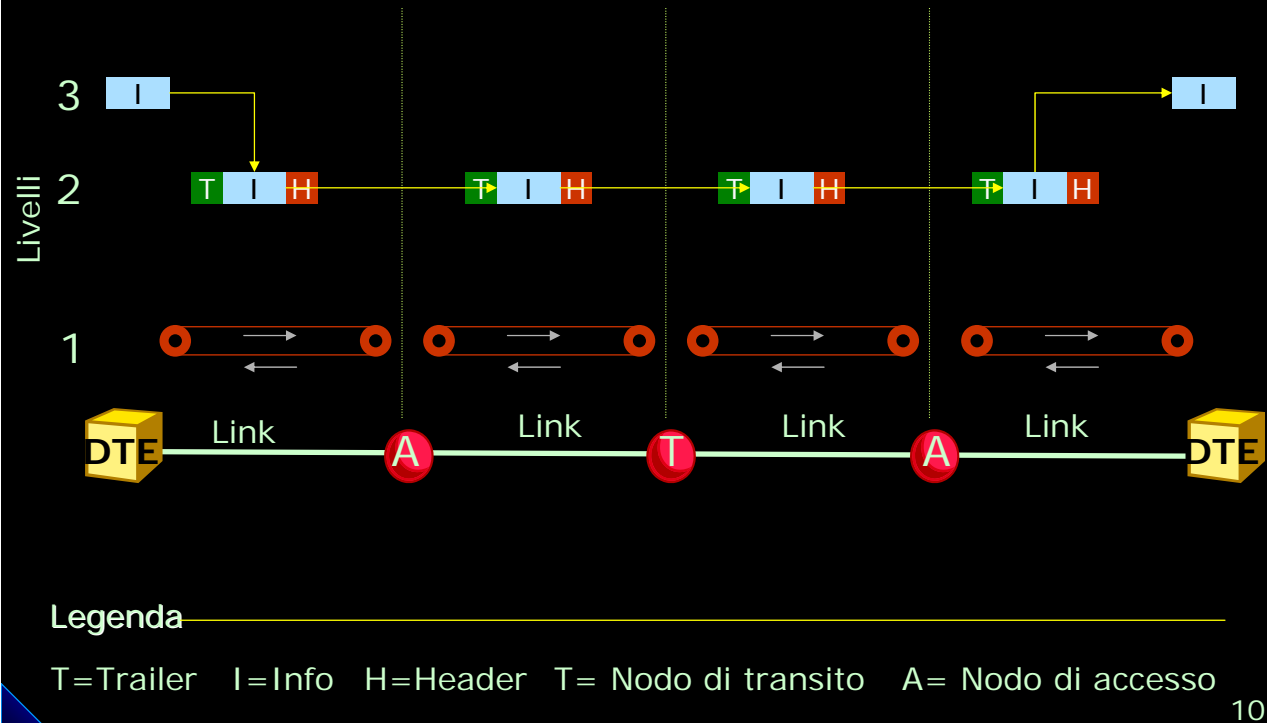 3 I I
Livelli
2 T I H T I H T I H T I H
1
Link Link Link Link
DTE A T A DTE
Legenda
T=Trailer I=Info H=Header T= Nodo di transito A= Nodo di accesso
10